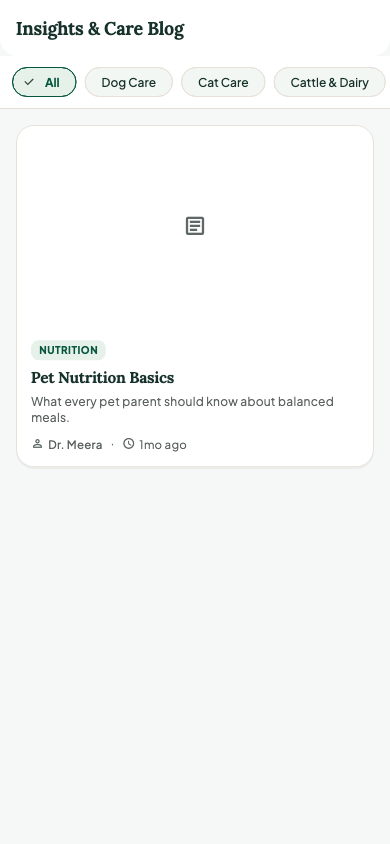 Insights & Care Blog
All
Dog Care
Cat Care
Cattle & Dairy
NUTRITION
Pet Nutrition Basics
What every pet parent should know about balanced
meals.
Dr. Meera · 1mo ago